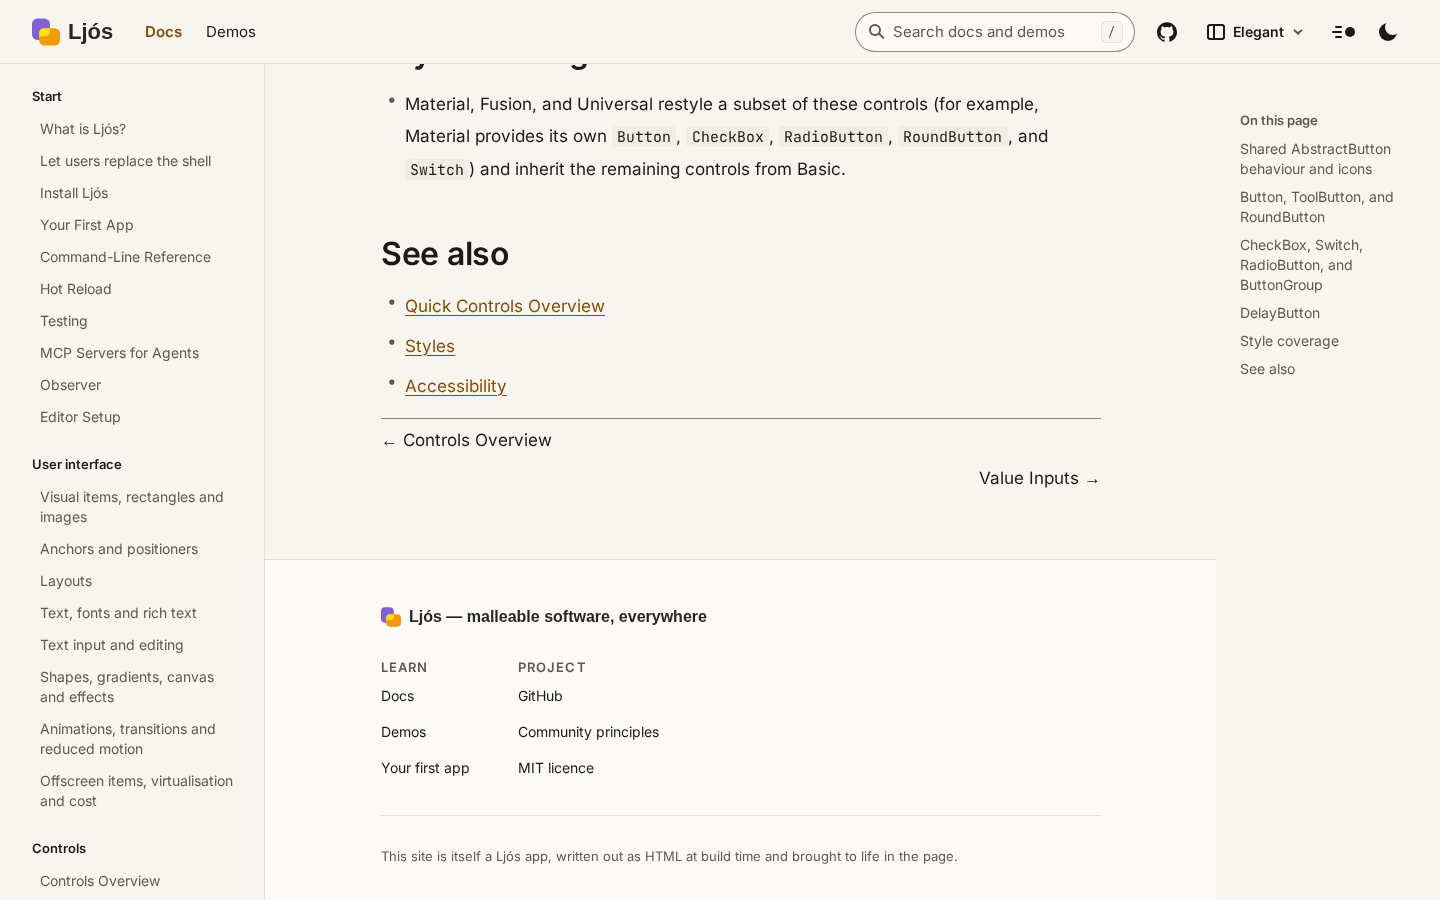 Ljós
Docs
Demos
Search docs and demos
/
Elegant
Start
What is Ljós?
Let users replace the shell
Install Ljós
Your First App
Command-Line Reference
Hot Reload
Testing
MCP Servers for Agents
Observer
Editor Setup
User interface
Visual items, rectangles and
images
Anchors and positioners
Layouts
Text, fonts and rich text
Text input and editing
Shapes, gradients, canvas
and effects
Animations, transitions and
reduced motion
Offscreen items, virtualisation
and cost
Controls
Controls Overview
• Material, Fusion, and Universal restyle a subset of these controls (for example,
Material provides its own Button, CheckBox, RadioButton, RoundButton, and
Switch) and inherit the remaining controls from Basic.
See also
• Quick Controls Overview
• Styles
• Accessibility
← Controls Overview
Value Inputs →
Ljós — malleable software, everywhere
LEARN
Docs
Demos
Your first app
PROJECT
GitHub
Community principles
MIT licence
This site is itself a Ljós app, written out as HTML at build time and brought to life in the page.
On this page
Shared AbstractButton
behaviour and icons
Button, ToolButton, and
RoundButton
CheckBox, Switch,
RadioButton, and
ButtonGroup
DelayButton
Style coverage
See also